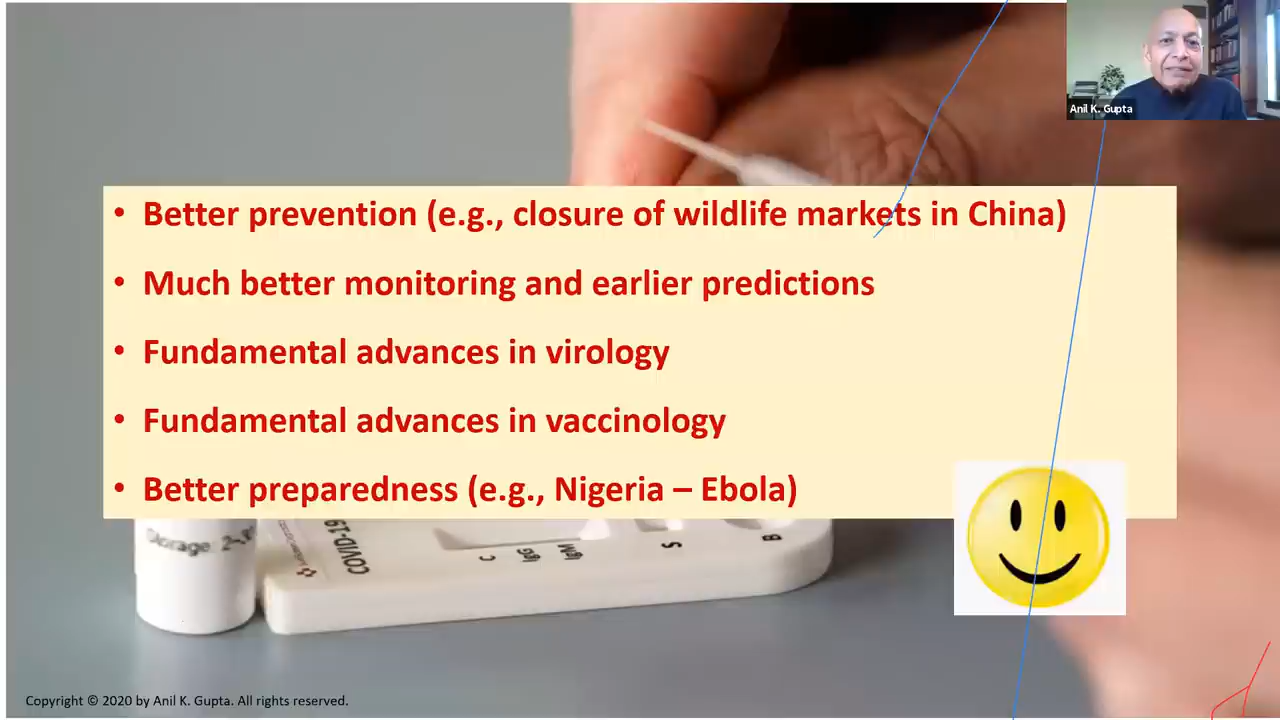 Anil K. Gupta
• Better prevention (e.g., closure of wildlife markets in China)
• Much better monitoring and earlier predictions
• Fundamental advances in virology
• Fundamental advances in vaccinology
• Better preparedness (e.g., Nigeria – Ebola)
Storage
COVID-19
C
IgG
IgM
S
B
Copyright © 2020 by Anil K. Gupta. All rights reserved.